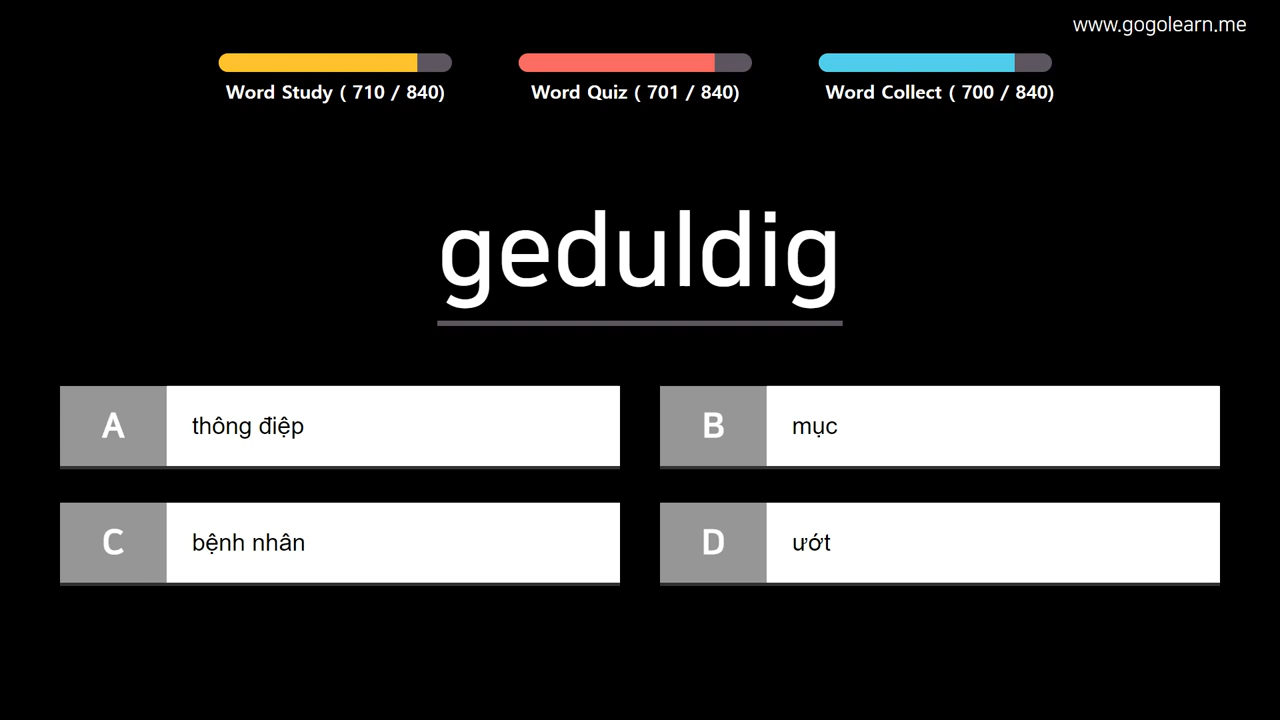 www.gogolearn.me
Word Study ( 710 / 840)
Word Quiz ( 701 / 840)
Word Collect ( 700 / 840)
geduldig
A thông điệp
B mục
C bệnh nhân
D ướt